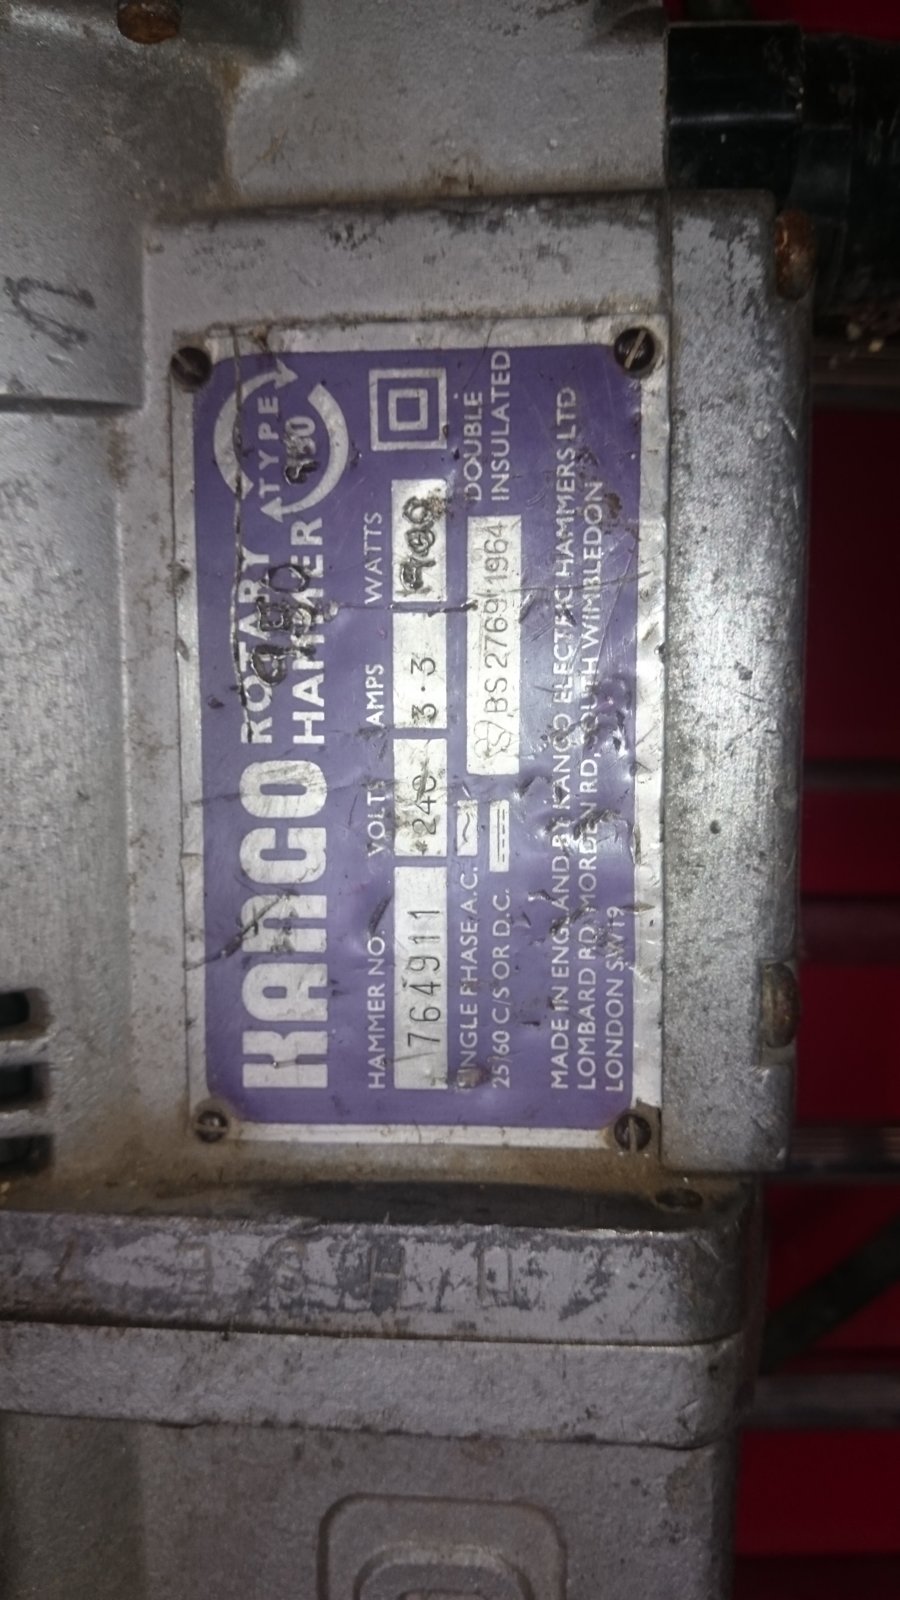 KANGO ROTARY HAMMER
TYPE 950
950
HAMMER NO. VOLTS AMPS WATTS
764911 240 3·3
SINGLE PHASE A.C.
BS 2769 1964
DOUBLE INSULATED
25/60 C/S OR D.C.
MADE IN ENGLAND BY KANGO ELECTRIC HAMMERS LTD
LOMBARD RD, MORDEN RD, SOUTH WIMBLEDON
LONDON SW19